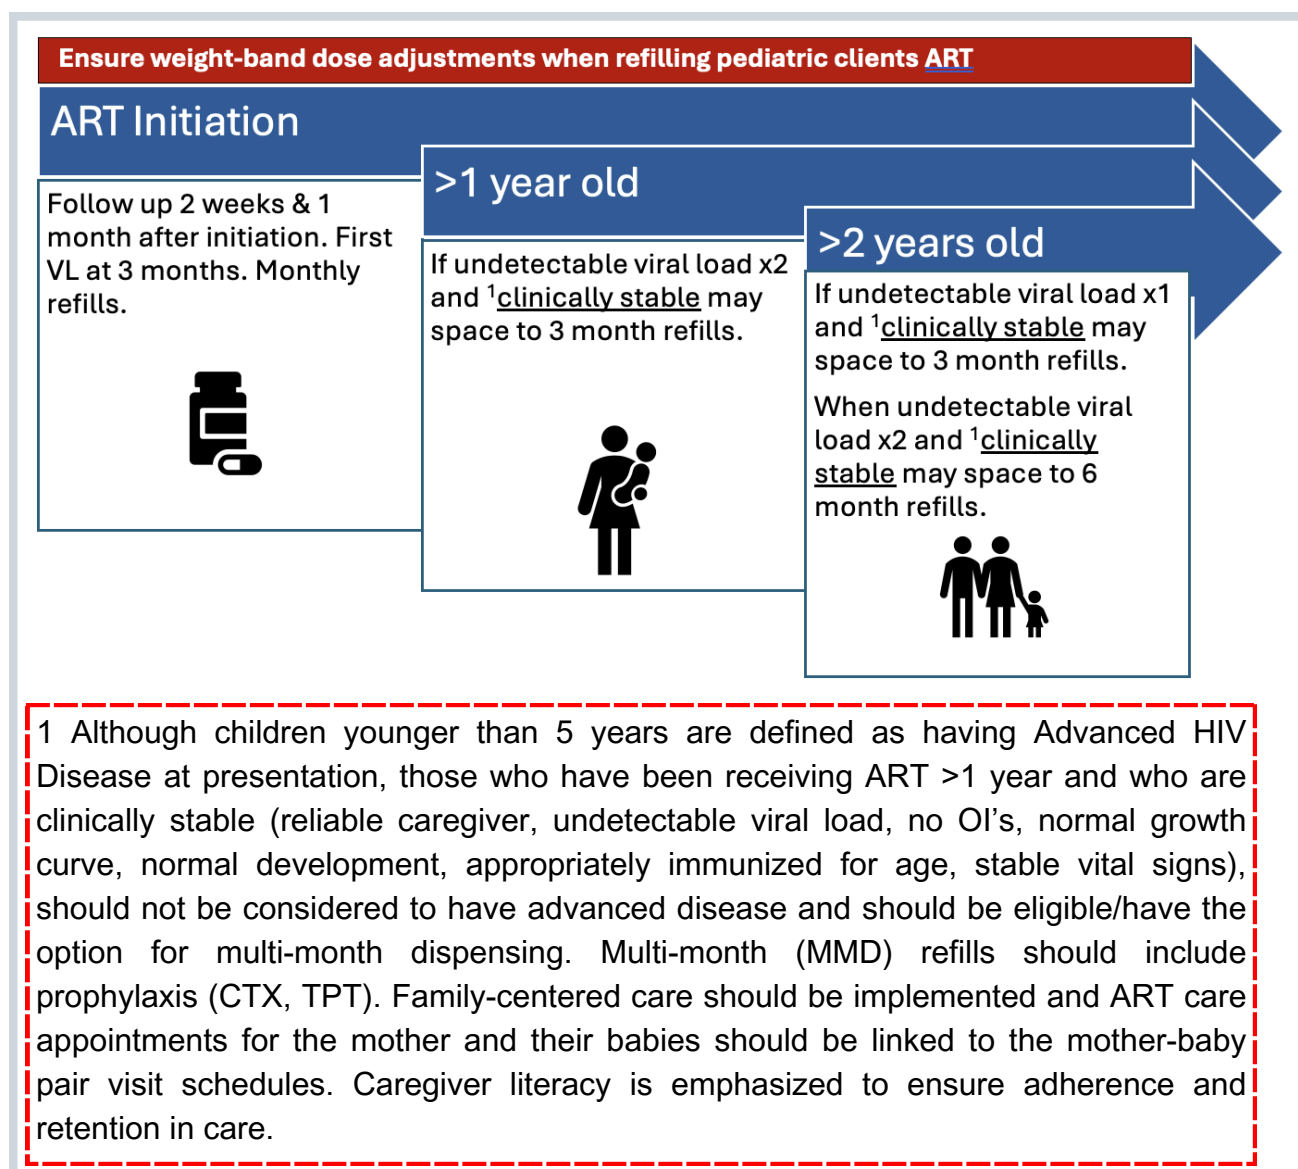 Ensure weight-band dose adjustments when refilling pediatric clients ART
ART Initiation
Follow up 2 weeks & 1
month after initiation. First
VL at 3 months. Monthly
refills.
>1 year old
If undetectable viral load x2
and ¹clinically stable may
space to 3 month refills.
>2 years old
If undetectable viral load x1
and ¹clinically stable may
space to 3 month refills.
When undetectable viral
load x2 and ¹clinically
stable may space to 6
month refills.
1 Although children younger than 5 years are defined as having Advanced HIV
Disease at presentation, those who have been receiving ART >1 year and who are
clinically stable (reliable caregiver, undetectable viral load, no OI's, normal growth
curve, normal development, appropriately immunized for age, stable vital signs),
should not be considered to have advanced disease and should be eligible/have the
option for multi-month dispensing. Multi-month (MMD) refills should include
prophylaxis (CTX, TPT). Family-centered care should be implemented and ART care
appointments for the mother and their babies should be linked to the mother-baby
pair visit schedules. Caregiver literacy is emphasized to ensure adherence and
retention in care.